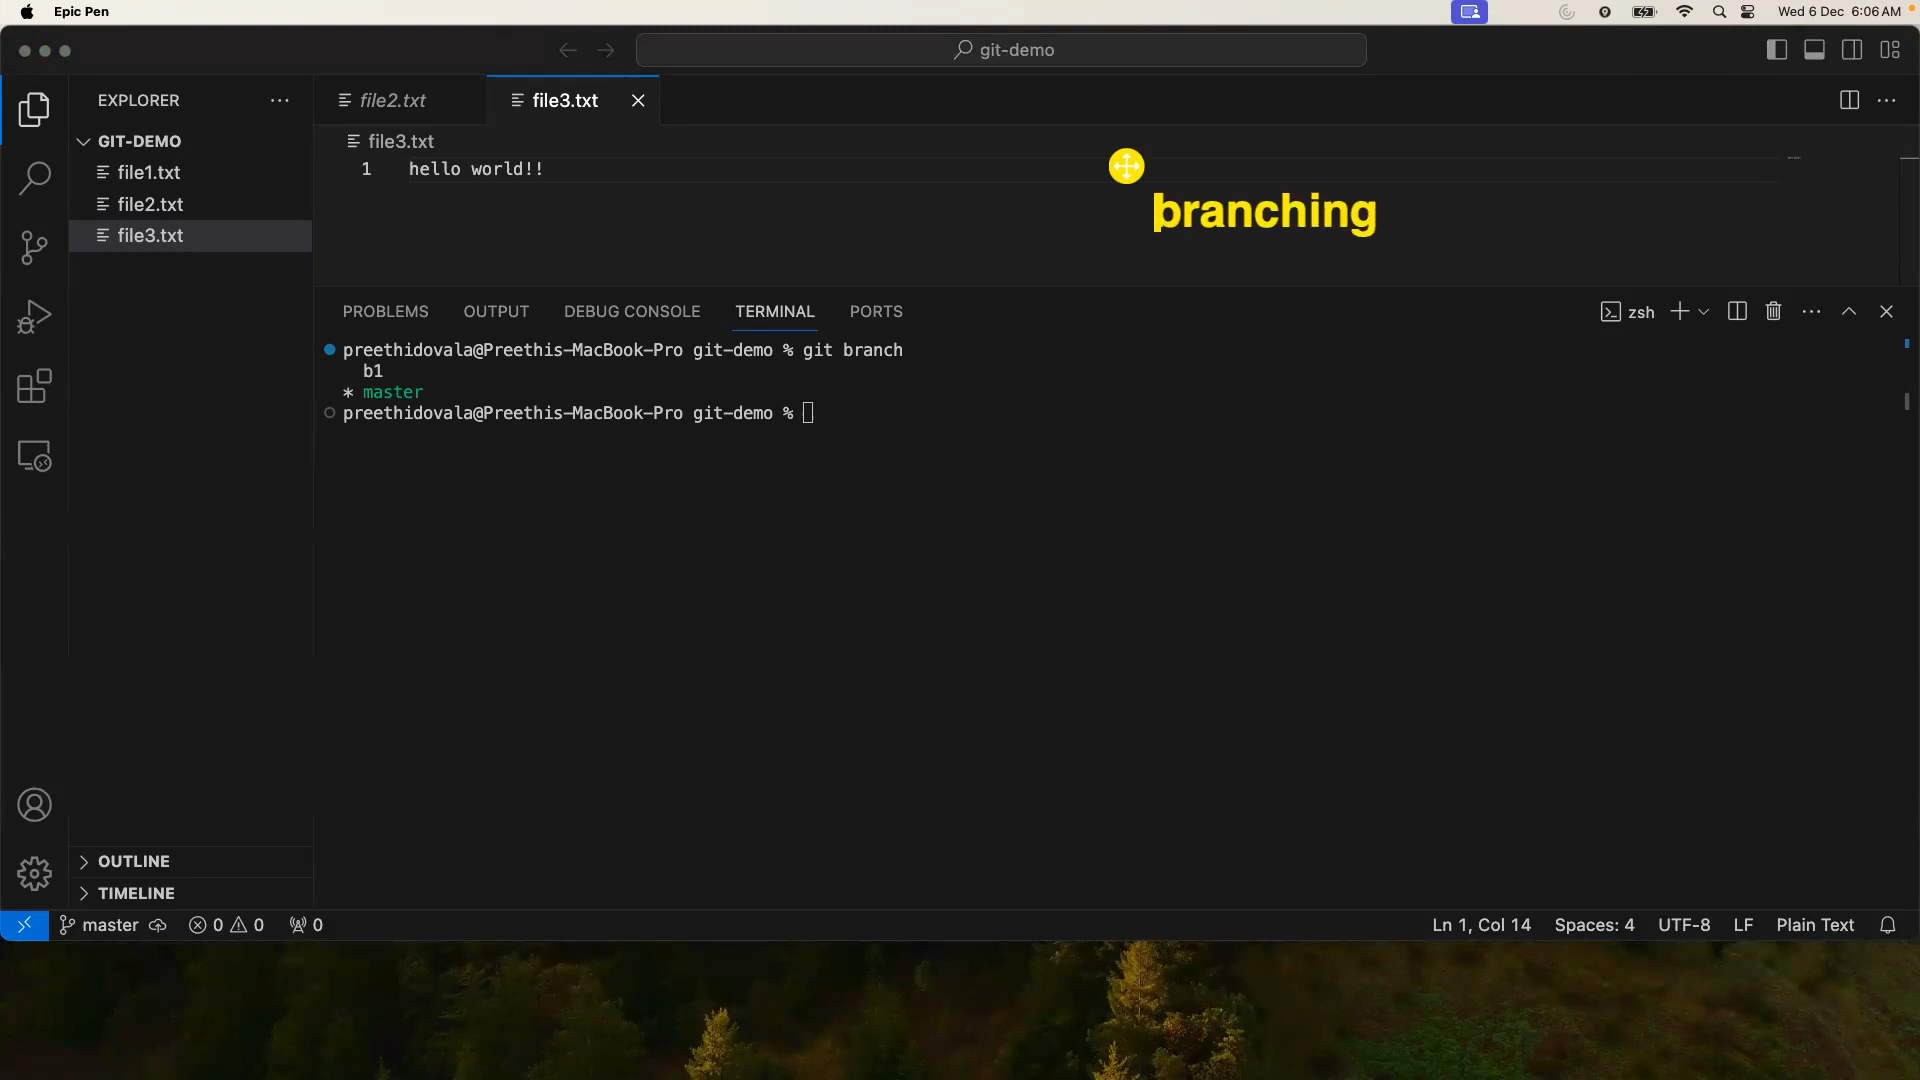 Epic Pen
Wed 6 Dec 6:06 AM
git-demo
EXPLORER
file2.txt
file3.txt
GIT-DEMO
file1.txt
file2.txt
file3.txt
file3.txt
1 hello world!!
branching
PROBLEMS OUTPUT DEBUG CONSOLE TERMINAL PORTS
zsh
preethidovala@Preethis-MacBook-Pro git-demo % git branch
b1
* master
preethidovala@Preethis-MacBook-Pro git-demo %
OUTLINE
TIMELINE
master 0 0 0
Ln 1, Col 14 Spaces: 4 UTF-8 LF Plain Text